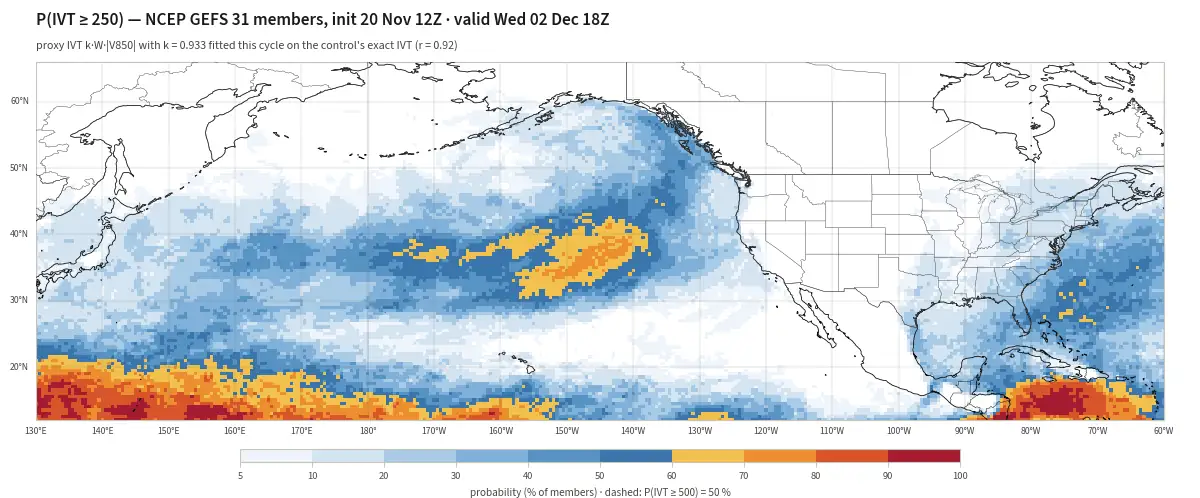 P(IVT ≥ 250) — NCEP GEFS 31 members, init 20 Nov 12Z · valid Wed 02 Dec 18Z
proxy IVT k·W·|V850| with k = 0.933 fitted this cycle on the control's exact IVT (r = 0.92)
60°N
50°N
40°N
30°N
20°N
130°E 140°E 150°E 160°E 170°E 180° 170°W 160°W 150°W 140°W 130°W 120°W 110°W 100°W 90°W 80°W 70°W 60°W
5 10 20 30 40 50 60 70 80 90 100
probability (% of members) · dashed: P(IVT ≥ 500) = 50 %